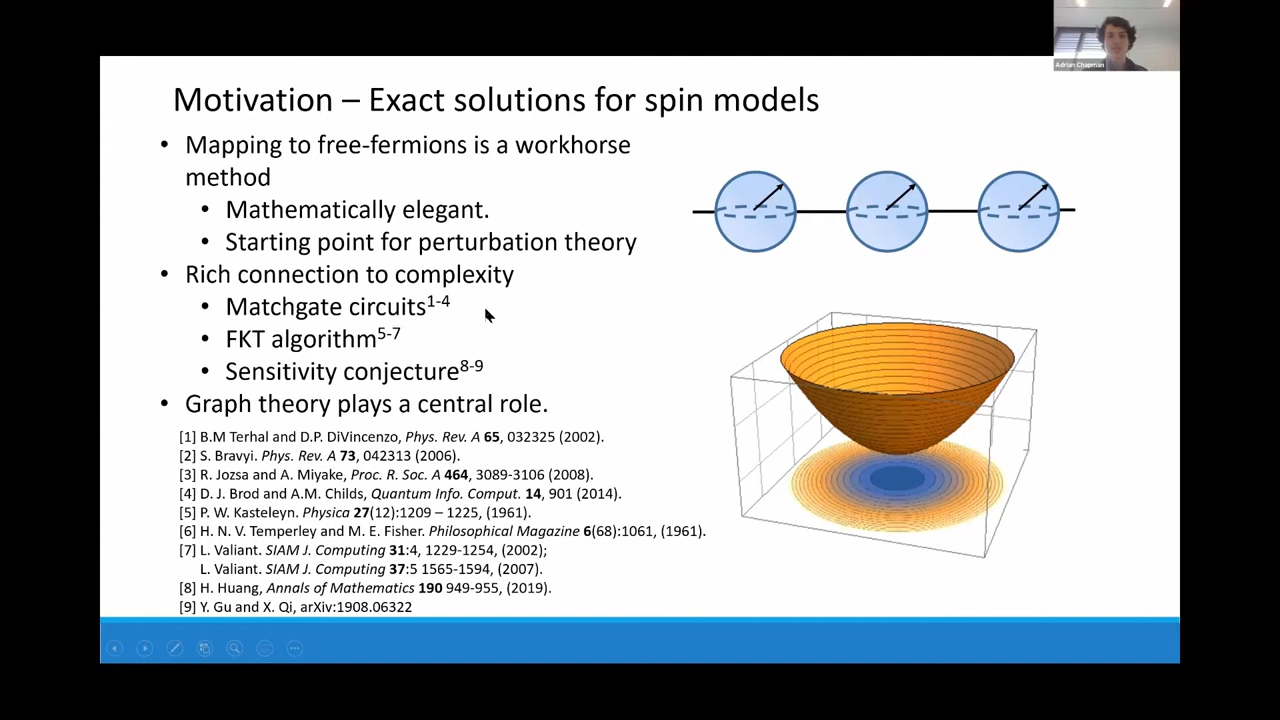 Adrian Chapman
Motivation – Exact solutions for spin models
• Mapping to free-fermions is a workhorse
method
• Mathematically elegant.
• Starting point for perturbation theory
• Rich connection to complexity
• Matchgate circuits1-4
• FKT algorithm5-7
• Sensitivity conjecture8-9
• Graph theory plays a central role.
[1] B.M Terhal and D.P. DiVincenzo, Phys. Rev. A 65, 032325 (2002).
[2] S. Bravyi. Phys. Rev. A 73, 042313 (2006).
[3] R. Jozsa and A. Miyake, Proc. R. Soc. A 464, 3089-3106 (2008).
[4] D. J. Brod and A.M. Childs, Quantum Info. Comput. 14, 901 (2014).
[5] P. W. Kasteleyn. Physica 27(12):1209 – 1225, (1961).
[6] H. N. V. Temperley and M. E. Fisher. Philosophical Magazine 6(68):1061, (1961).
[7] L. Valiant. SIAM J. Computing 31:4, 1229-1254, (2002);
L. Valiant. SIAM J. Computing 37:5 1565-1594, (2007).
[8] H. Huang, Annals of Mathematics 190 949-955, (2019).
[9] Y. Gu and X. Qi, arXiv:1908.06322